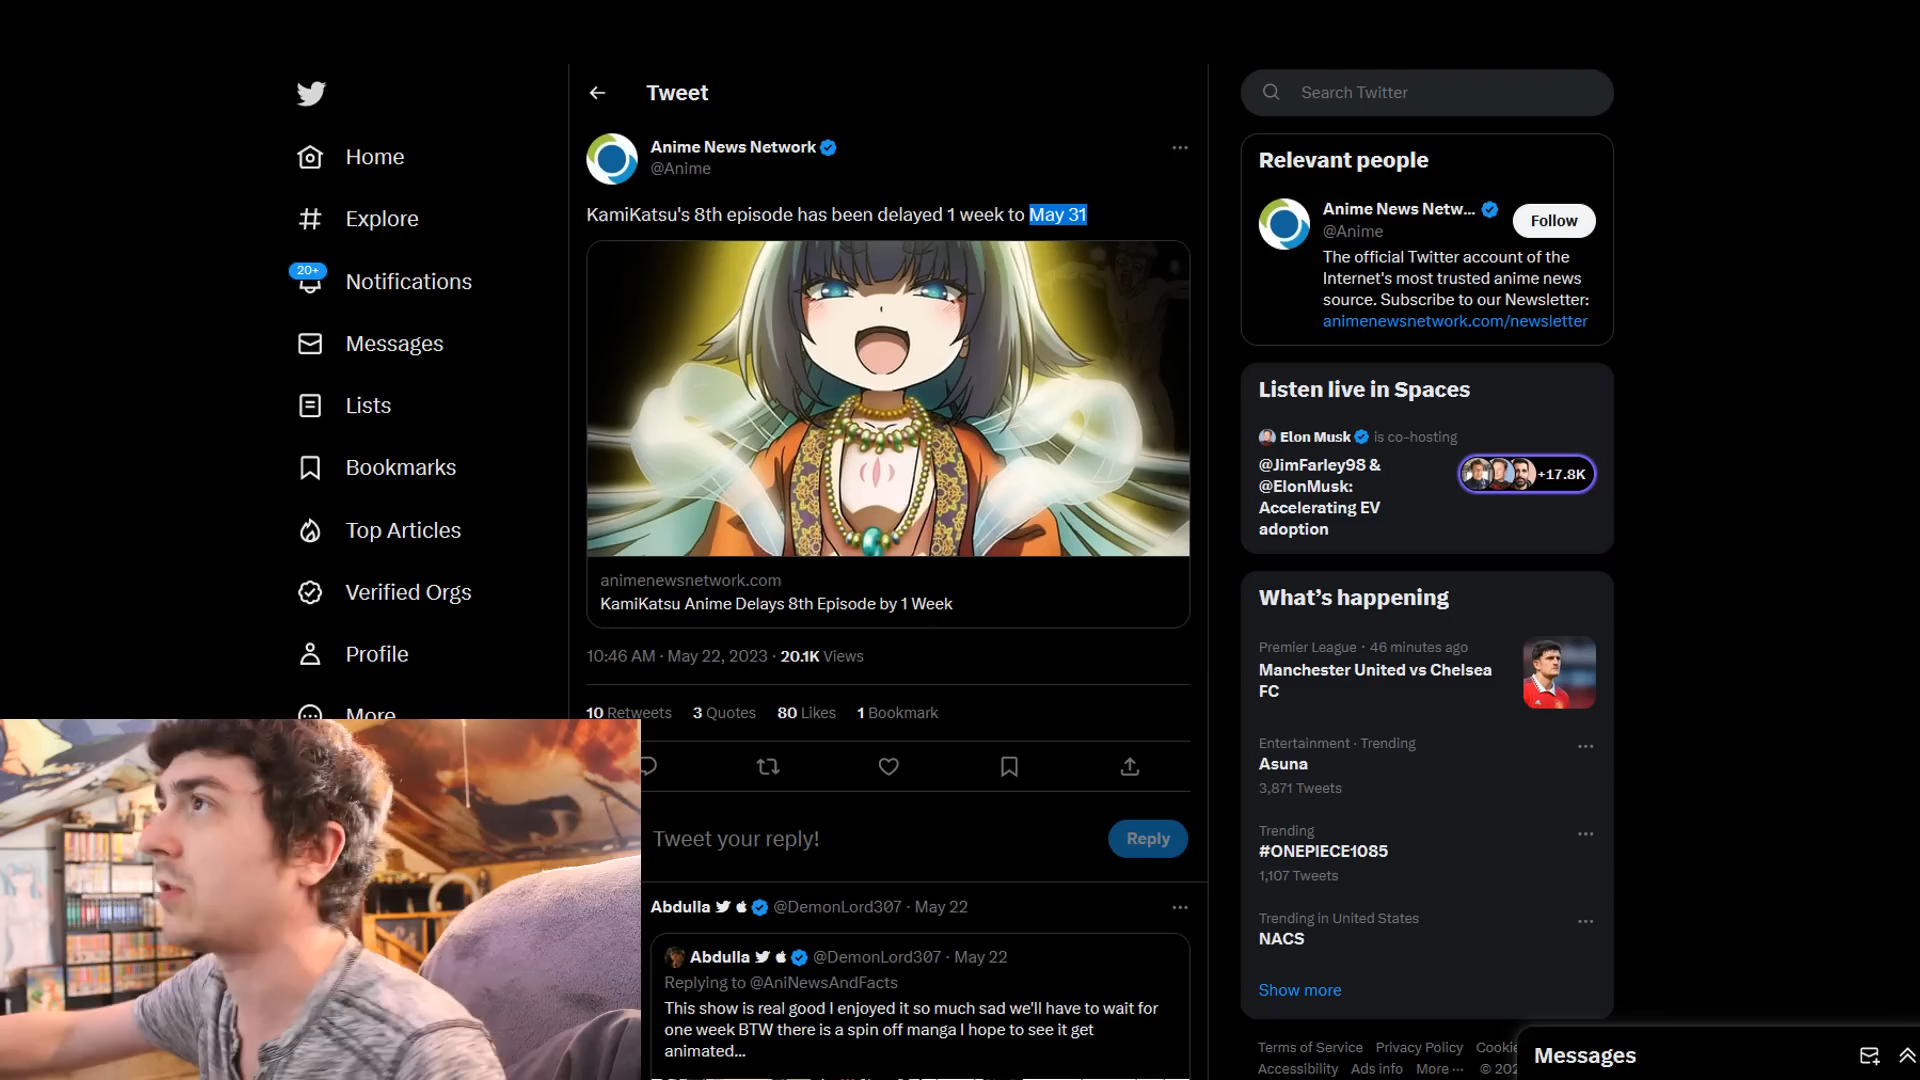 Tweet
Search Twitter
Home
Explore
20+
Notifications
Messages
Lists
Bookmarks
Top Articles
Verified Orgs
Profile
More
Anime News Network
@Anime
KamiKatsu's 8th episode has been delayed 1 week to May 31
animenewsnetwork.com
KamiKatsu Anime Delays 8th Episode by 1 Week
10:46 AM · May 22, 2023 · 20.1K Views
10 Retweets 3 Quotes 80 Likes 1 Bookmark
Tweet your reply!
Reply
Abdulla @DemonLord307 · May 22
Abdulla @DemonLord307 · May 22
Replying to @AniNewsAndFacts
This show is real good I enjoyed it so much sad we'll have to wait for
one week BTW there is a spin off manga I hope to see it get
animated...
Relevant people
Anime News Netw...
@Anime
Follow
The official Twitter account of the
Internet's most trusted anime news
source. Subscribe to our Newsletter:
animenewsnetwork.com/newsletter
Listen live in Spaces
Elon Musk is co-hosting
@JimFarley98 &
@ElonMusk:
Accelerating EV
adoption
+17.8K
What's happening
Premier League · 46 minutes ago
Manchester United vs Chelsea
FC
Entertainment · Trending
Asuna
3,871 Tweets
Trending
#ONEPIECE1085
1,107 Tweets
Trending in United States
NACS
Show more
Terms of Service Privacy Policy Cookie
Accessibility Ads info More ··· © 202
Messages